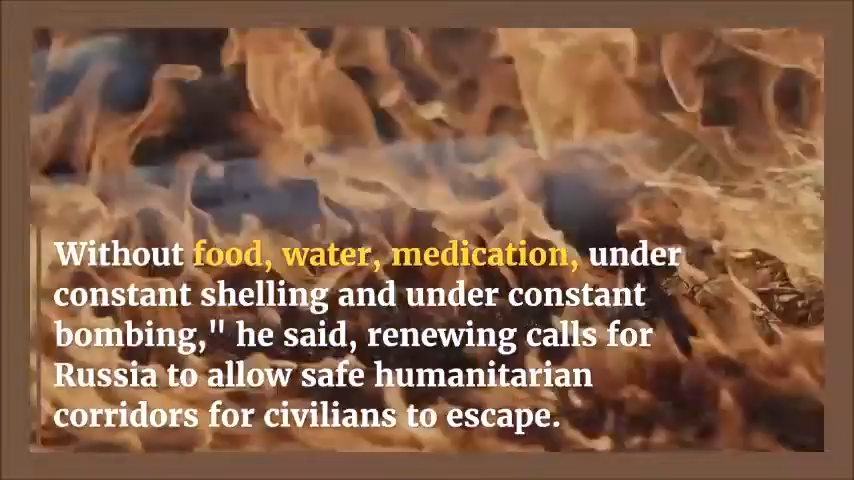 Without food, water, medication, under
constant shelling and under constant
bombing," he said, renewing calls for
Russia to allow safe humanitarian
corridors for civilians to escape.